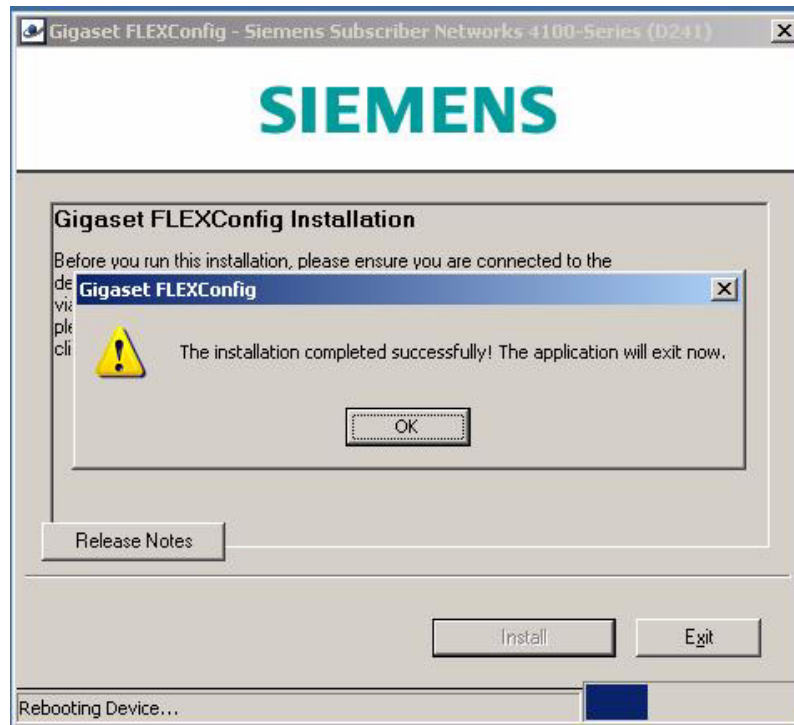 Gigaset FLEXConfig - Siemens Subscriber Networks 4100-Series (D241)
SIEMENS
Gigaset FLEXConfig Installation
Before you run this installation, please ensure you are connected to the
Gigaset FLEXConfig
The installation completed successfully! The application will exit now.
OK
Release Notes
Install
Exit
Rebooting Device...